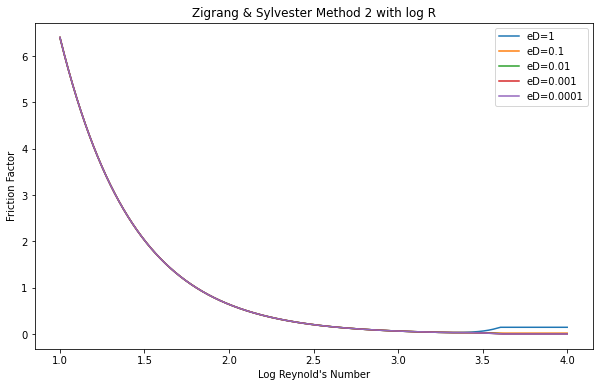 Zigrang & Sylvester Method 2 with log R
eD=1
eD=0.1
eD=0.01
eD=0.001
eD=0.0001
Friction Factor
6
5
4
3
2
1
0
1.0 1.5 2.0 2.5 3.0 3.5 4.0
Log Reynold's Number